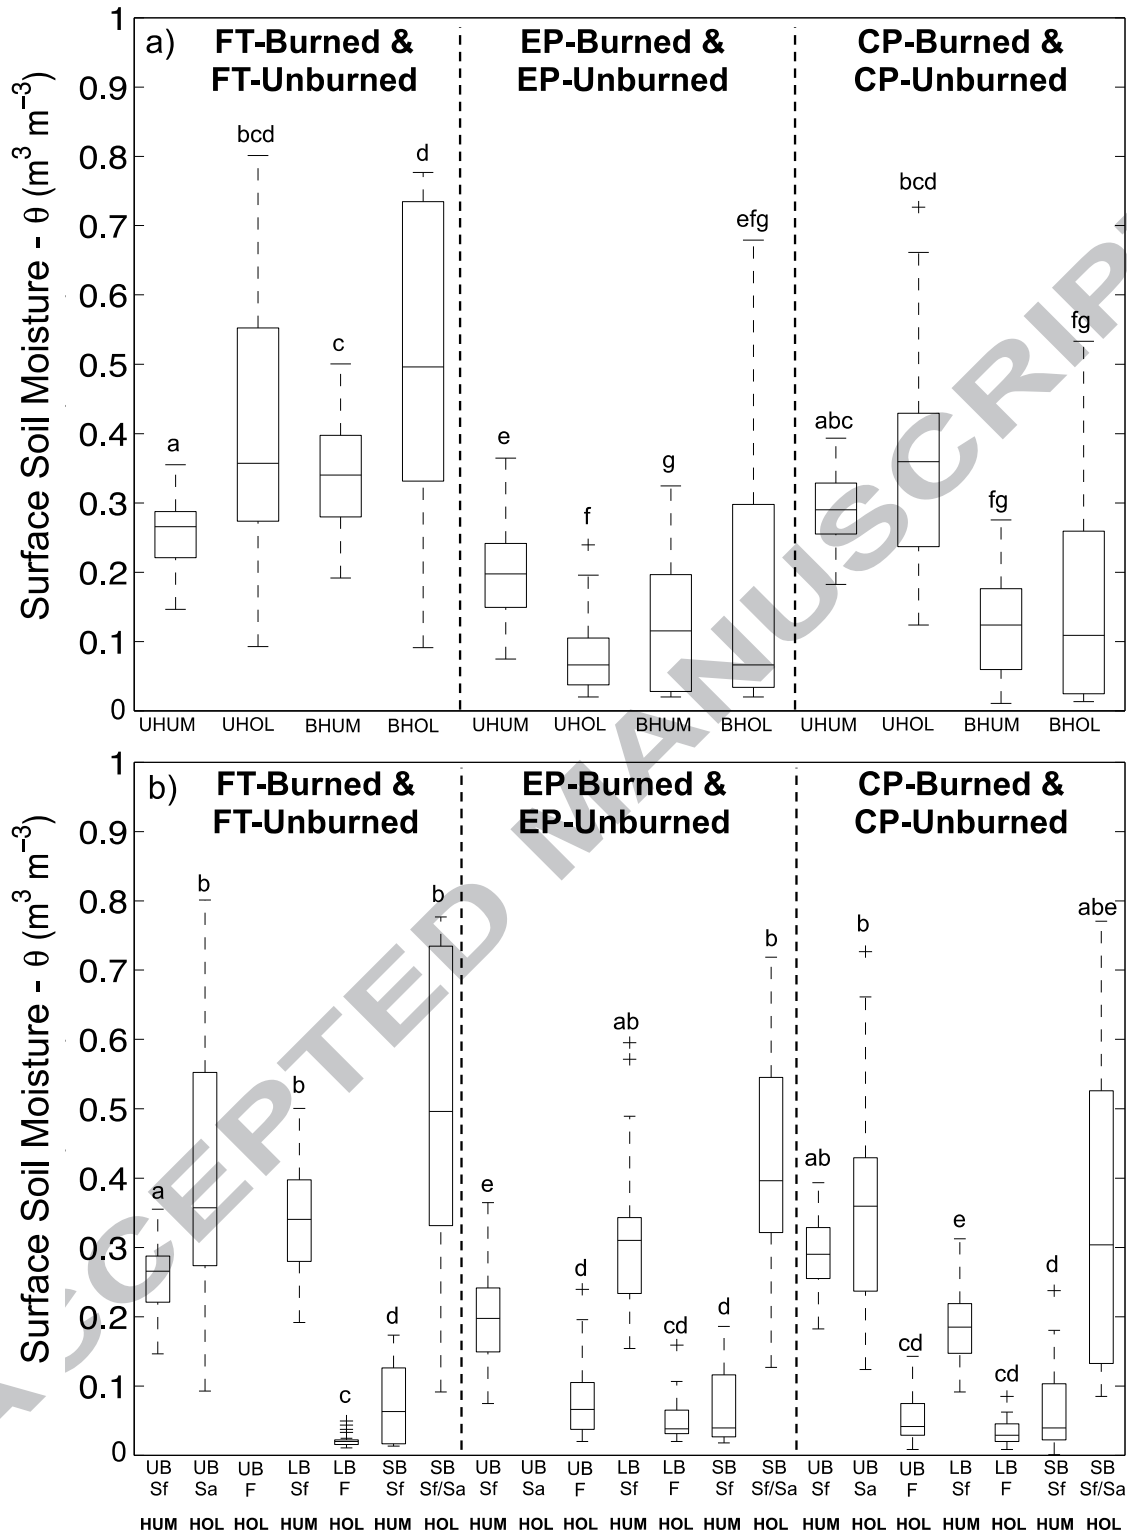 a)
FT-Burned &
FT-Unburned
EP-Burned &
EP-Unburned
CP-Burned &
CP-Unburned
Surface Soil Moisture - θ (m³ m⁻³)
1
0.9
0.8
0.7
0.6
0.5
0.4
0.3
0.2
0.1
0
a bcd c d e f g efg abc bcd fg fg
UHUM UHOL BHUM BHOL UHUM UHOL BHUM BHOL UHUM UHOL BHUM BHOL
b)
FT-Burned &
FT-Unburned
EP-Burned &
EP-Unburned
CP-Burned &
CP-Unburned
Surface Soil Moisture - θ (m³ m⁻³)
1
0.9
0.8
0.7
0.6
0.5
0.4
0.3
0.2
0.1
0
a b b c d b e d ab cd d b ab b cd e cd d abe
UB UB UB LB LB SB SB UB UB UB LB LB SB SB UB UB UB LB LB SB SB
Sf Sa F Sf F Sf Sf/Sa Sf Sa F Sf F Sf Sf/Sa Sf Sa F Sf F Sf Sf/Sa
HUM HOL HOL HUM HOL HUM HOL HUM HOL HOL HUM HOL HUM HOL HUM HOL HOL HUM HOL HUM HOL
ACCEPTED MANUSCRIPT